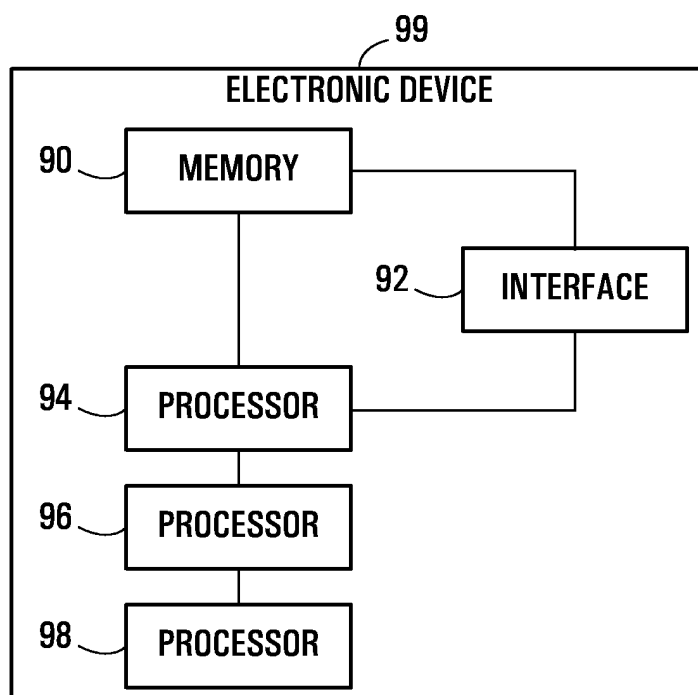 99
ELECTRONIC DEVICE
90
MEMORY
92
INTERFACE
94
PROCESSOR
96
PROCESSOR
98
PROCESSOR